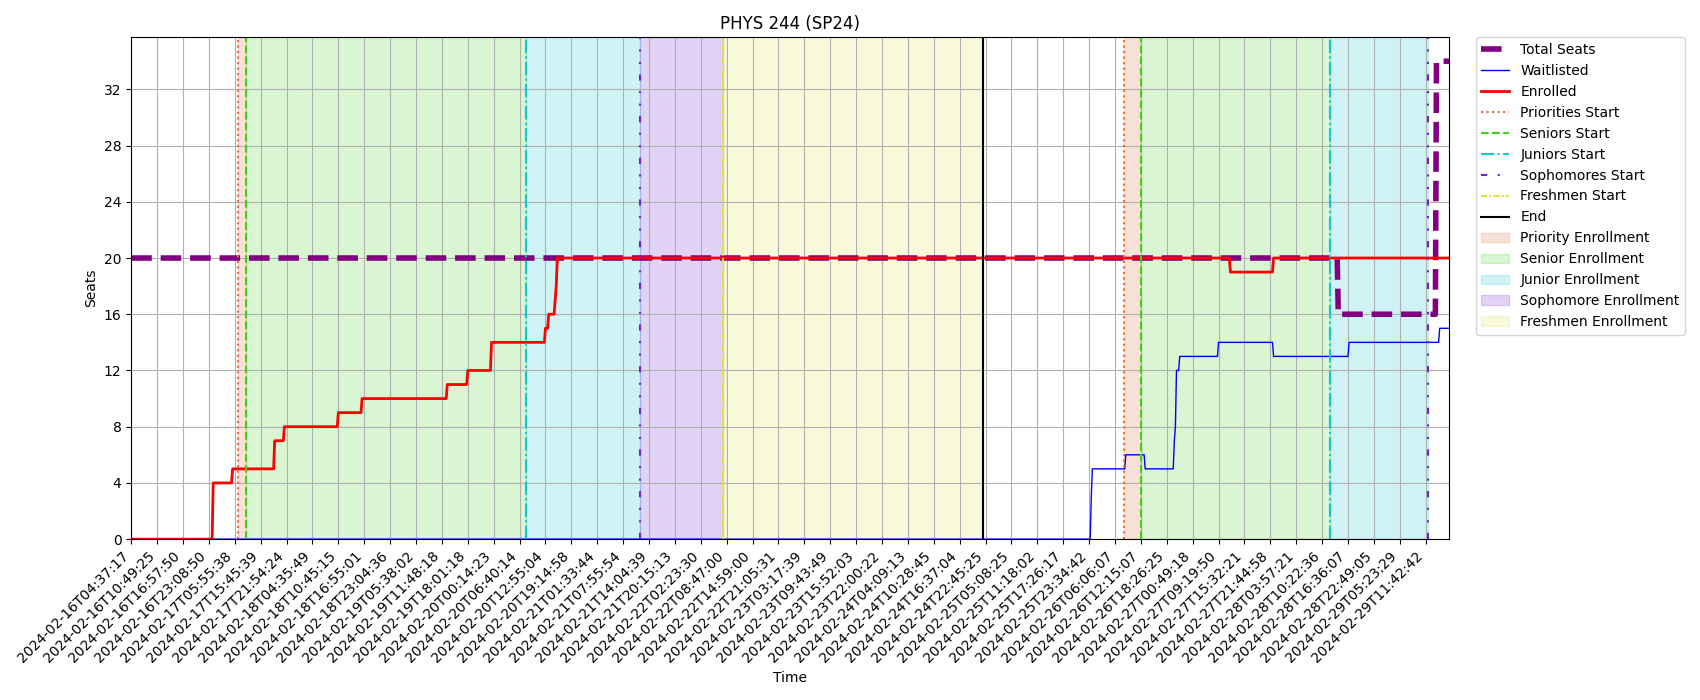 PHYS 244 (SP24)
Seats
32
28
24
20
16
12
8
4
0
2024-02-16T04:37:17
2024-02-16T10:49:25
2024-02-16T16:57:50
2024-02-16T23:08:50
2024-02-17T05:55:38
2024-02-17T15:45:39
2024-02-17T21:54:24
2024-02-18T04:35:49
2024-02-18T10:45:15
2024-02-18T16:55:01
2024-02-18T23:04:36
2024-02-19T05:38:02
2024-02-19T11:48:18
2024-02-19T18:01:18
2024-02-20T00:14:23
2024-02-20T06:40:14
2024-02-20T12:55:04
2024-02-20T19:14:58
2024-02-21T01:33:44
2024-02-21T07:55:54
2024-02-21T14:04:39
2024-02-21T20:15:13
2024-02-22T02:23:30
2024-02-22T08:47:00
2024-02-22T14:59:00
2024-02-22T21:05:31
2024-02-23T03:17:39
2024-02-23T09:43:49
2024-02-23T15:52:03
2024-02-23T22:00:22
2024-02-24T04:09:13
2024-02-24T10:28:45
2024-02-24T16:37:04
2024-02-24T22:45:25
2024-02-25T05:08:25
2024-02-25T11:18:02
2024-02-25T17:26:17
2024-02-25T23:34:42
2024-02-26T06:06:07
2024-02-26T12:15:07
2024-02-26T18:26:25
2024-02-27T00:49:18
2024-02-27T09:19:50
2024-02-27T15:32:21
2024-02-27T21:44:58
2024-02-28T03:57:21
2024-02-28T10:22:36
2024-02-28T16:36:07
2024-02-28T22:49:05
2024-02-29T05:23:29
2024-02-29T11:42:42
Time
Total Seats
Waitlisted
Enrolled
Priorities Start
Seniors Start
Juniors Start
Sophomores Start
Freshmen Start
End
Priority Enrollment
Senior Enrollment
Junior Enrollment
Sophomore Enrollment
Freshmen Enrollment